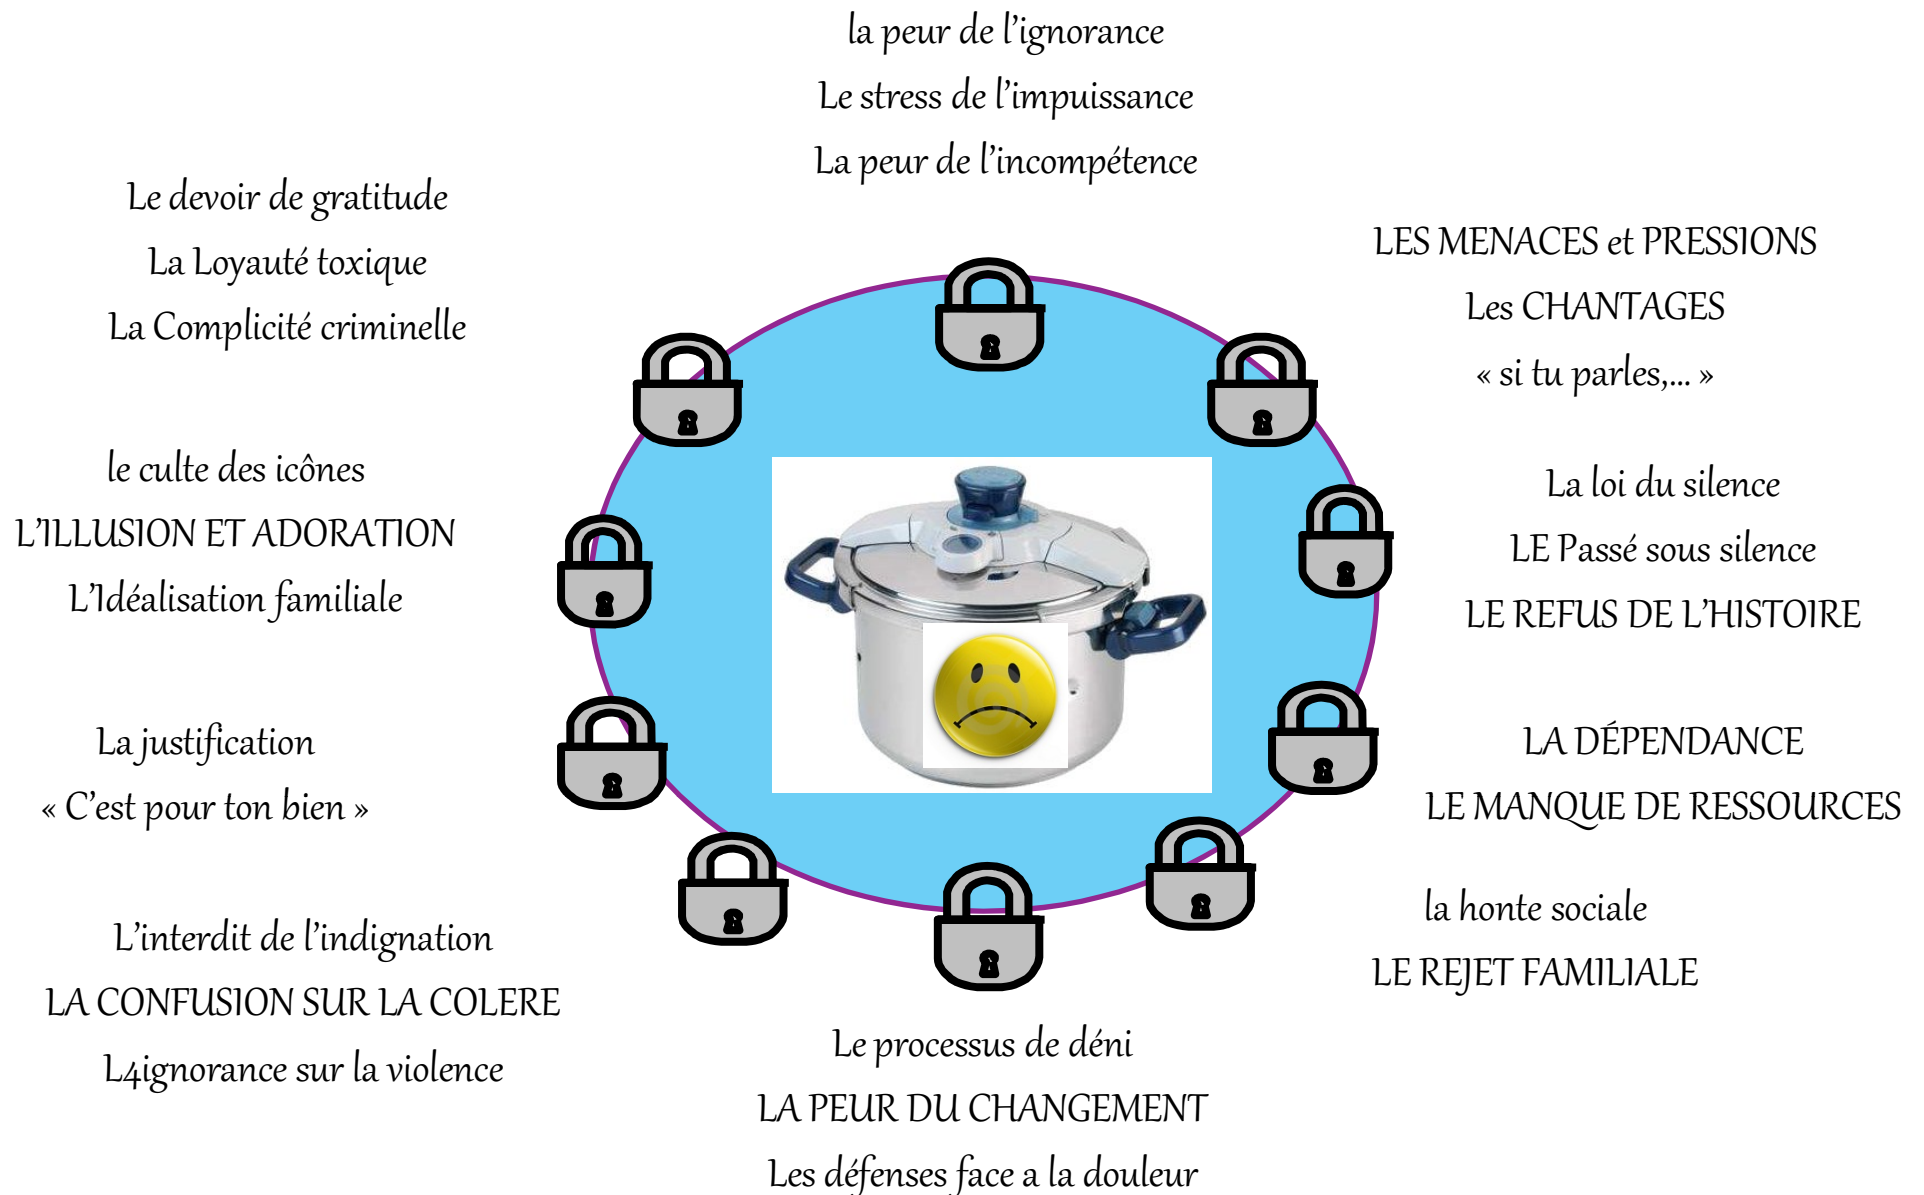 la peur de l'ignorance
Le stress de l'impuissance
La peur de l'incompétence
Le devoir de gratitude
La Loyauté toxique
La Complicité criminelle
LES MENACES et PRESSIONS
Les CHANTAGES
« si tu parles,... »
le culte des icônes
L'ILLUSION ET ADORATION
L'Idéalisation familiale
La loi du silence
LE Passé sous silence
LE REFUS DE L'HISTOIRE
La justification
« C'est pour ton bien »
LA DÉPENDANCE
LE MANQUE DE RESSOURCES
L'interdit de l'indignation
LA CONFUSION SUR LA COLERE
L4ignorance sur la violence
la honte sociale
LE REJET FAMILIALE
Le processus de déni
LA PEUR DU CHANGEMENT
Les défenses face a la douleur